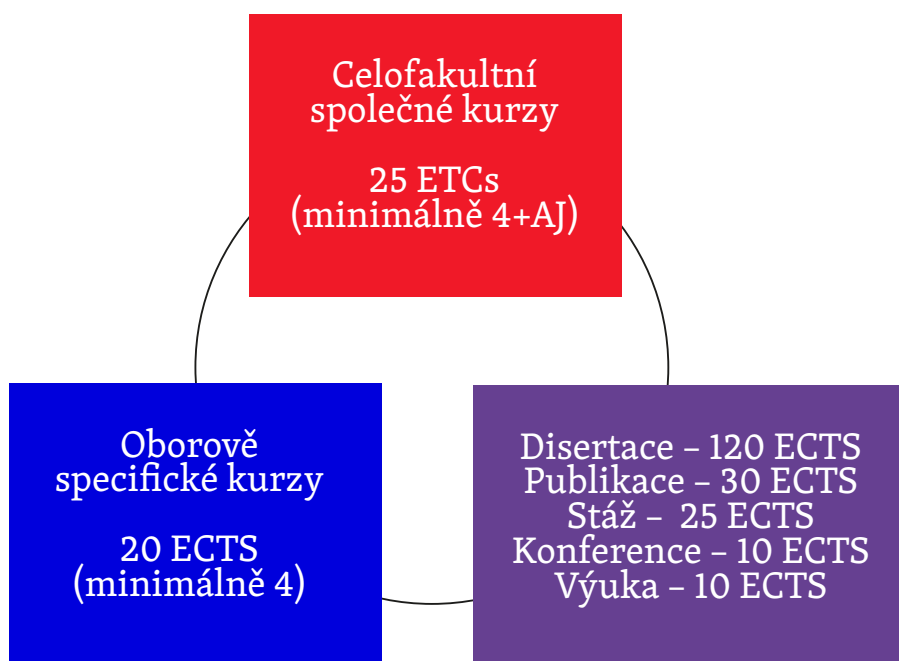 Celofakultní
společné kurzy
25 ETCs
(minimálně 4+AJ)
Oborově
specifické kurzy
20 ECTS
(minimálně 4)
Disertace – 120 ECTS
Publikace – 30 ECTS
Stáž – 25 ECTS
Konference – 10 ECTS
Výuka – 10 ECTS